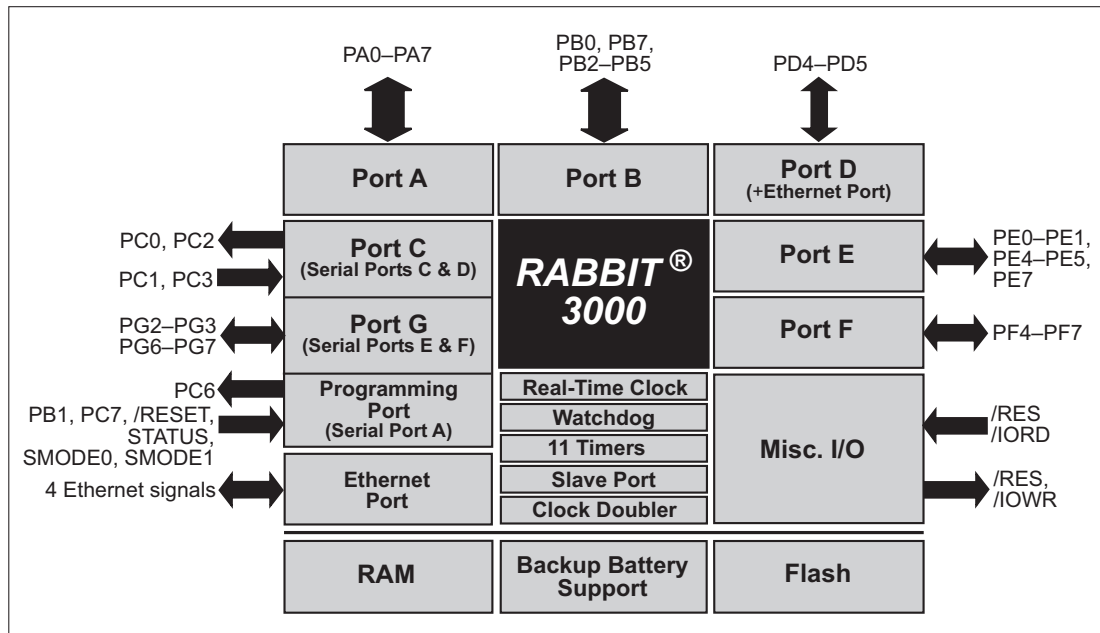 PA0–PA7
PB0, PB7,
PB2–PB5
PD4–PD5
Port A
Port B
Port D
(+Ethernet Port)
PC0, PC2
PC1, PC3
Port C
(Serial Ports C & D)
RABBIT ®
3000
Port E
PE0–PE1,
PE4–PE5,
PE7
PG2–PG3
PG6–PG7
Port G
(Serial Ports E & F)
Port F
PF4–PF7
PC6
PB1, PC7, /RESET,
STATUS,
SMODE0, SMODE1
Programming
Port
(Serial Port A)
Real-Time Clock
Watchdog
11 Timers
Slave Port
Clock Doubler
Misc. I/O
/RES
/IORD
/RES,
/IOWR
4 Ethernet signals
Ethernet
Port
RAM
Backup Battery
Support
Flash